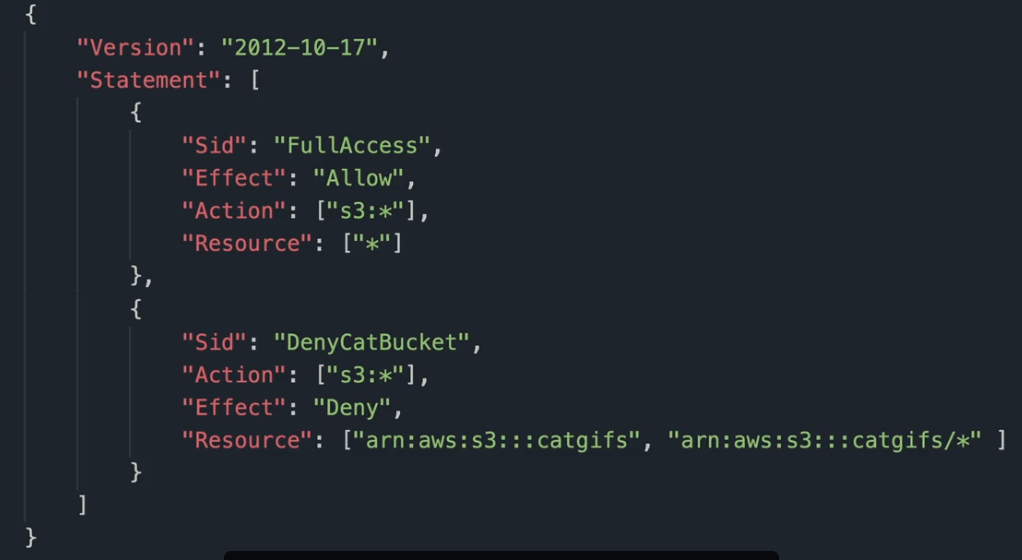 {
"Version": "2012-10-17",
"Statement": [
{
"Sid": "FullAccess",
"Effect": "Allow",
"Action": ["s3:*"],
"Resource": ["*"]
},
{
"Sid": "DenyCatBucket",
"Action": ["s3:*"],
"Effect": "Deny",
"Resource": ["arn:aws:s3:::catgifs", "arn:aws:s3:::catgifs/*" ]
}
]
}